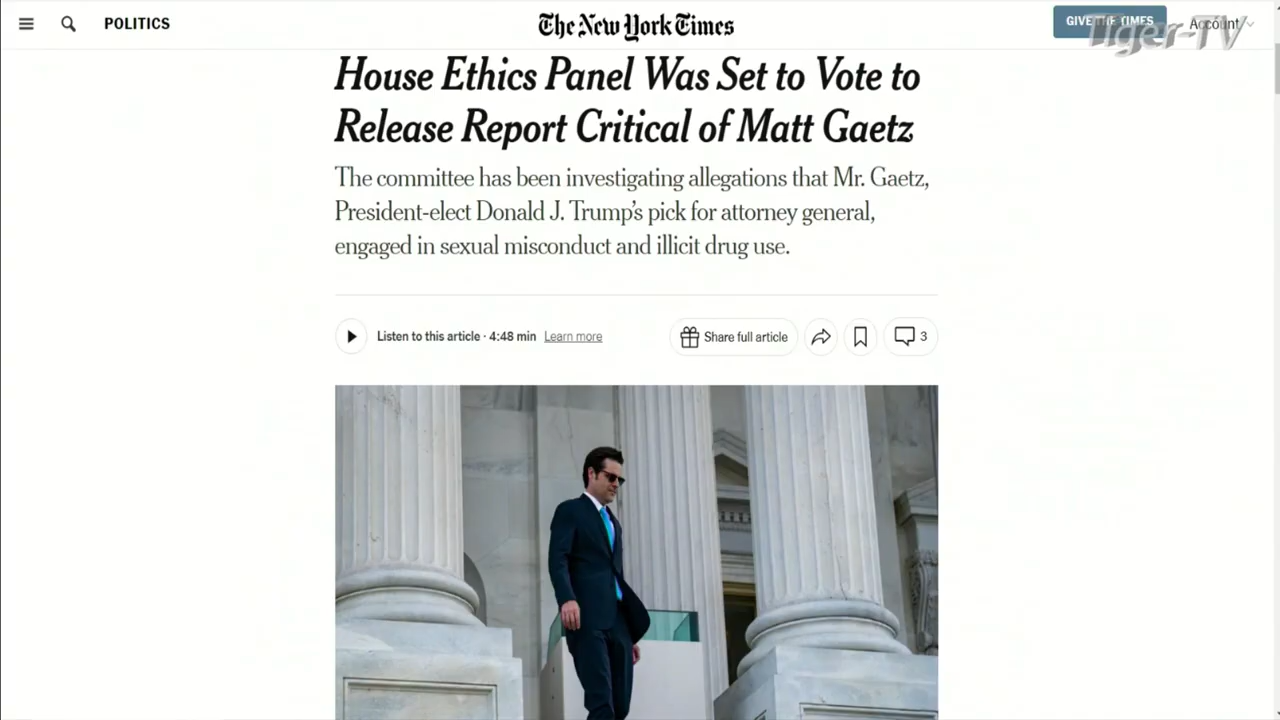 POLITICS
The New York Times
GIVE THE TIMES
Account
Tiger-TV
House Ethics Panel Was Set to Vote to
Release Report Critical of Matt Gaetz
The committee has been investigating allegations that Mr. Gaetz,
President-elect Donald J. Trump's pick for attorney general,
engaged in sexual misconduct and illicit drug use.
Listen to this article · 4:48 min Learn more
Share full article
3